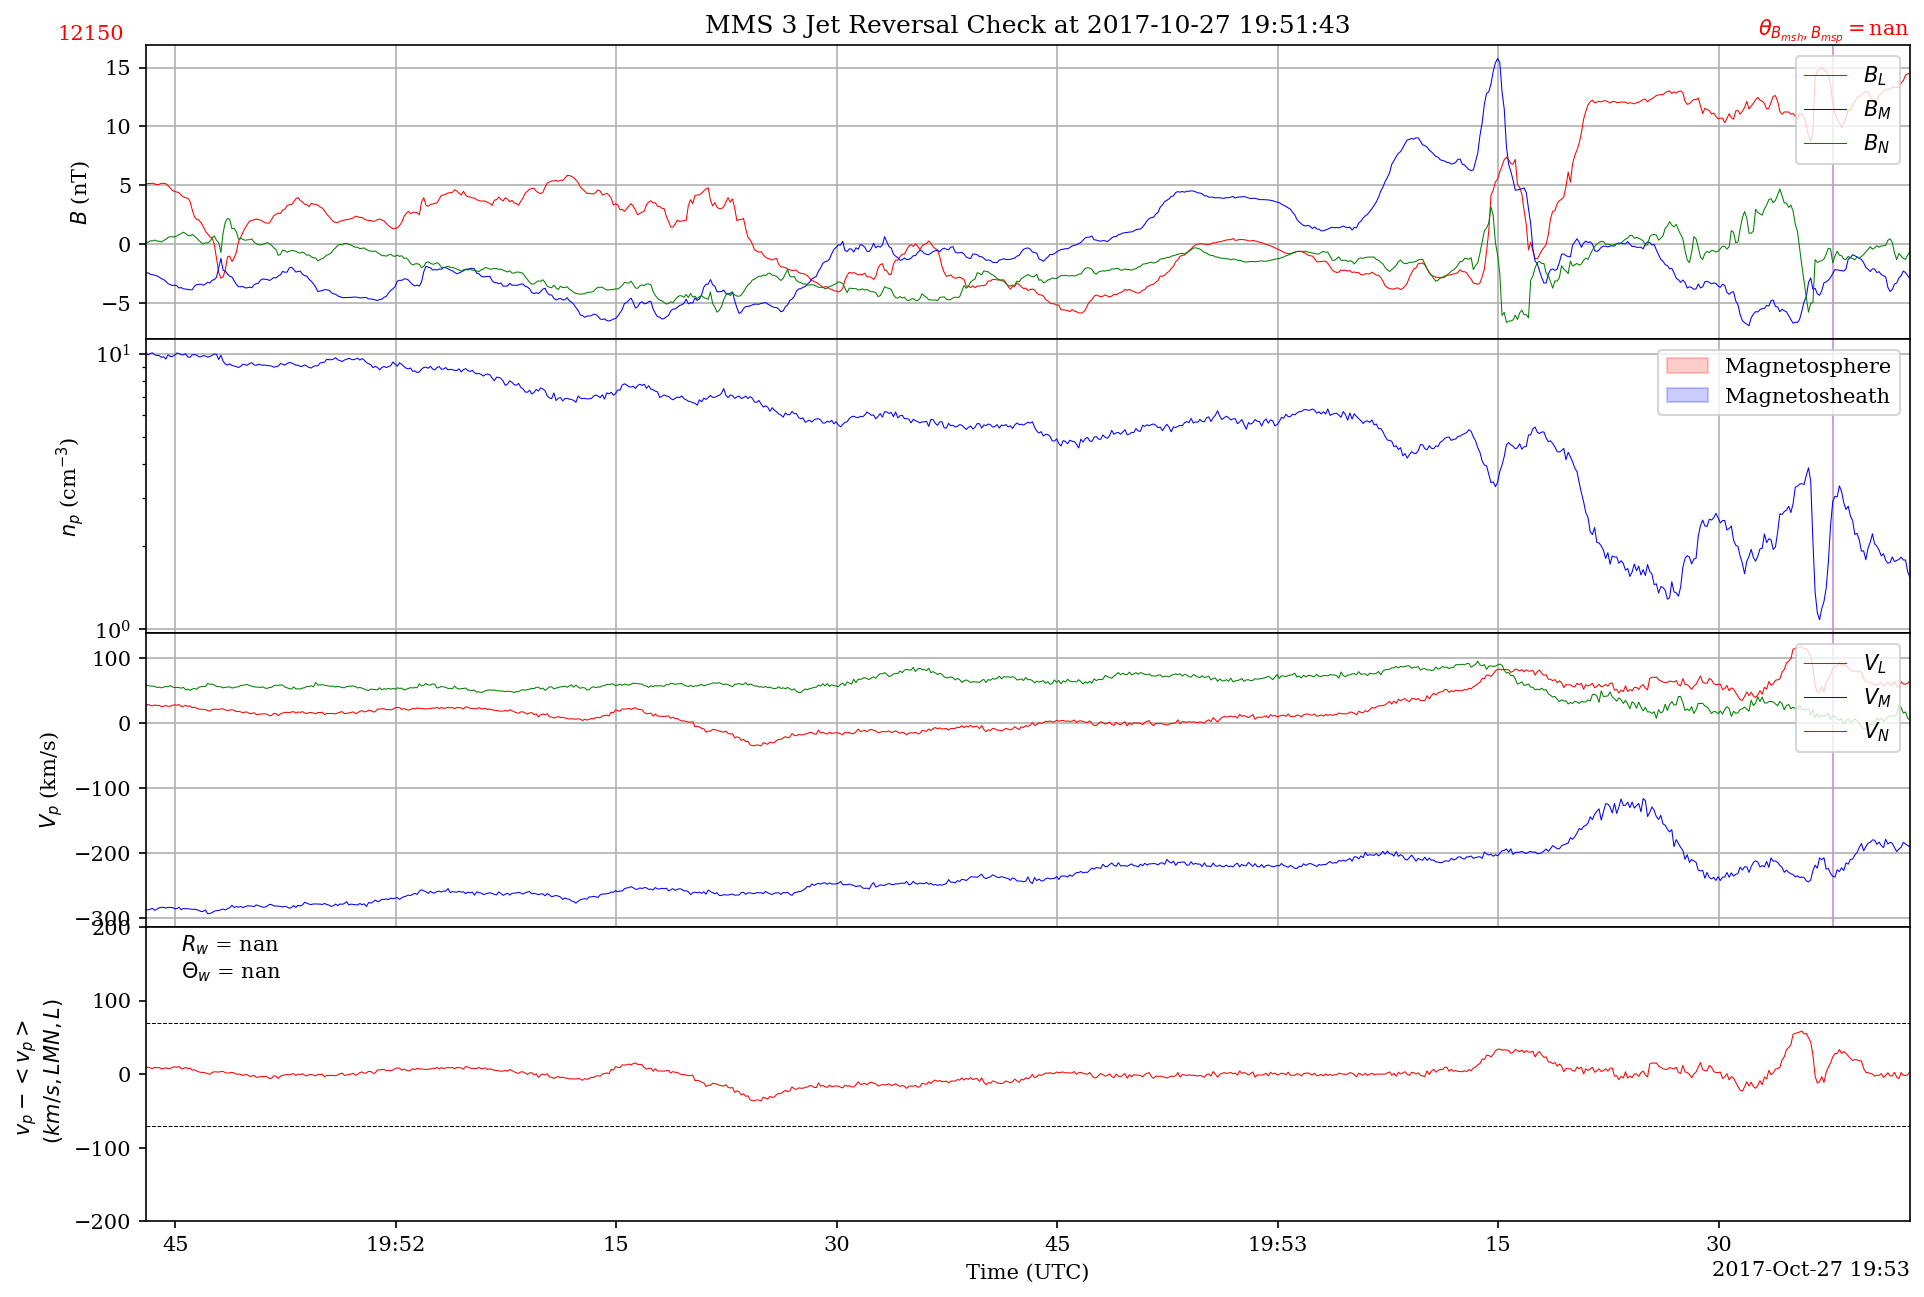 MMS 3 Jet Reversal Check at 2017-10-27 19:51:43
12150
θ_{B_{msh}, B_{msp}} = nan
15
10
5
0
−5
B (nT)
B_L
B_M
B_N
10^1
10^0
n_p (cm^{−3})
Magnetosphere
Magnetosheath
100
0
−100
−200
−300
V_p (km/s)
V_L
V_M
V_N
200
100
0
−100
−200
v_p − < v_p >
(km/s, LMN, L)
R_w = nan
Θ_w = nan
45
19:52
15
30
45
19:53
15
30
Time (UTC)
2017-Oct-27 19:53